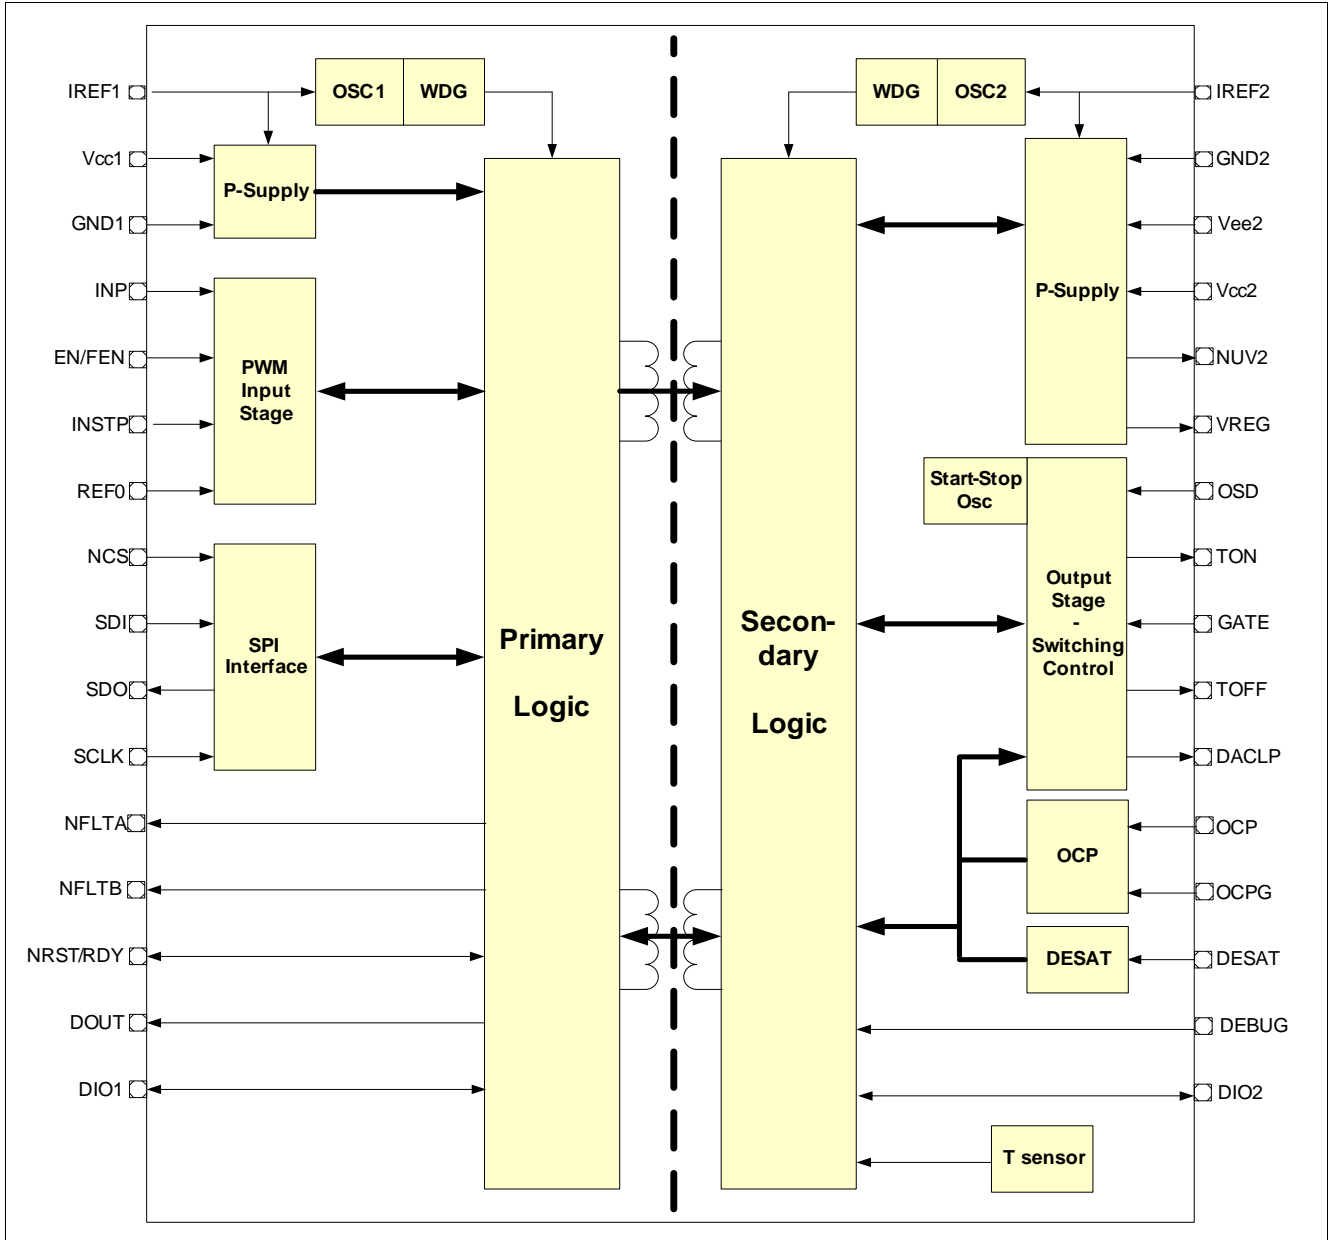 IREF1
OSC1
WDG
WDG
OSC2
IREF2
Vcc1
P-Supply
GND1
GND2
Vee2
P-Supply
Vcc2
NUV2
VREG
INP
EN/FEN
PWM
Input
Stage
INSTP
REF0
NCS
SDI
SPI
Interface
SDO
SCLK
Primary
Logic
Secon-
dary
Logic
Start-Stop
Osc
OSD
TON
Output
Stage
-
Switching
Control
GATE
TOFF
DACLP
NFLTA
NFLTB
NRST/RDY
DOUT
DIO1
OCP
OCP
OCPG
DESAT
DESAT
DEBUG
DIO2
T sensor